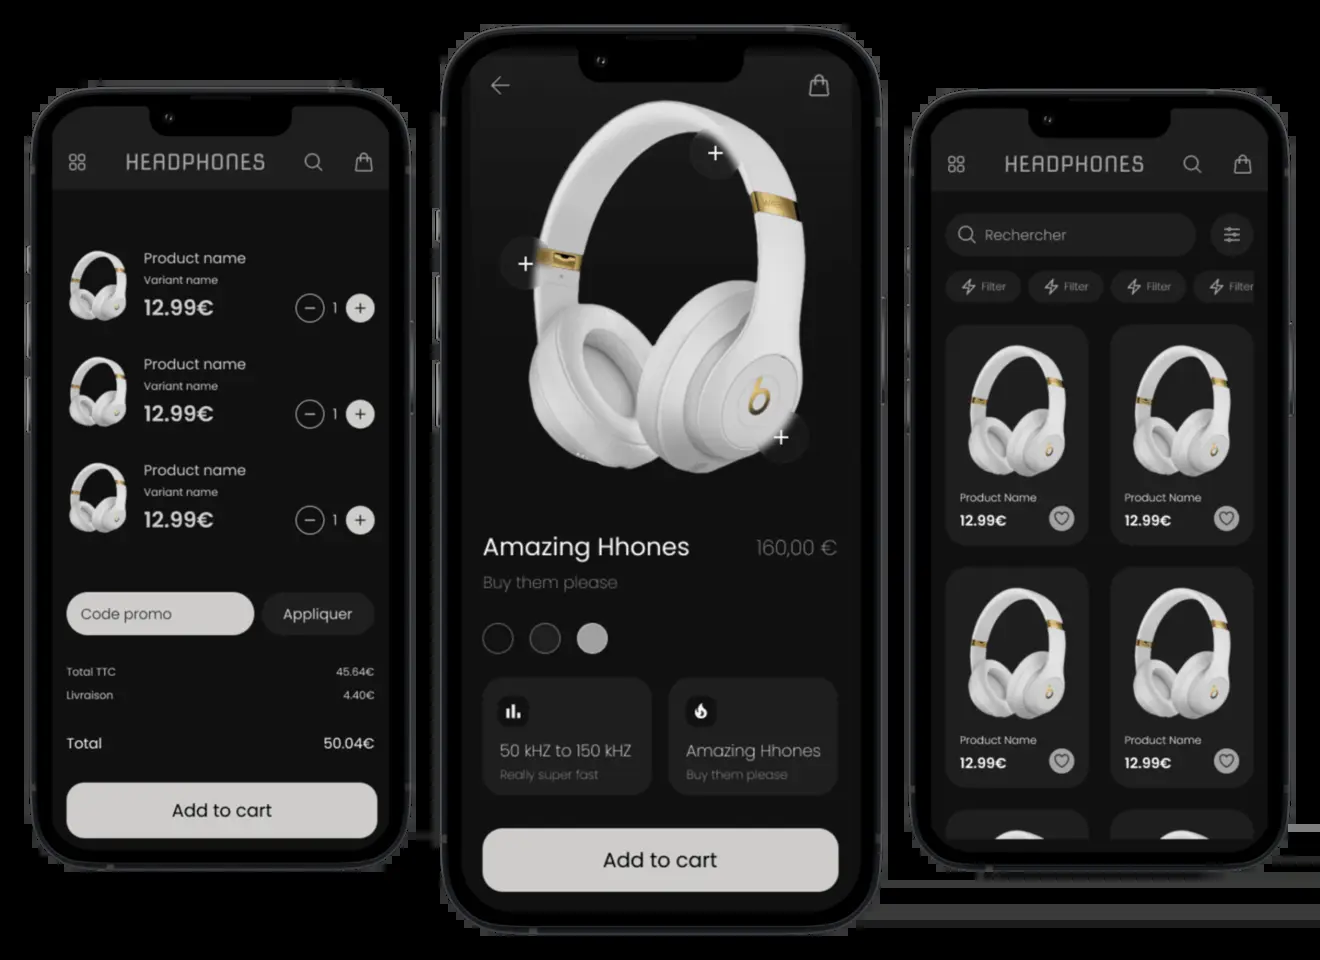 HEADPHONES
Product name
Variant name
12.99€
1
Product name
Variant name
12.99€
1
Product name
Variant name
12.99€
1
Code promo
Appliquer
Total TTC
45.64€
Livraison
4.40€
Total
50.04€
Add to cart
b
Amazing Hhones
160,00 €
Buy them please
50 kHZ to 150 kHZ
Really super fast
Amazing Hhones
Buy them please
Add to cart
HEADPHONES
Rechercher
Filter
Filter
Filter
Filter
Product Name
12.99€
Product Name
12.99€
Product Name
12.99€
Product Name
12.99€